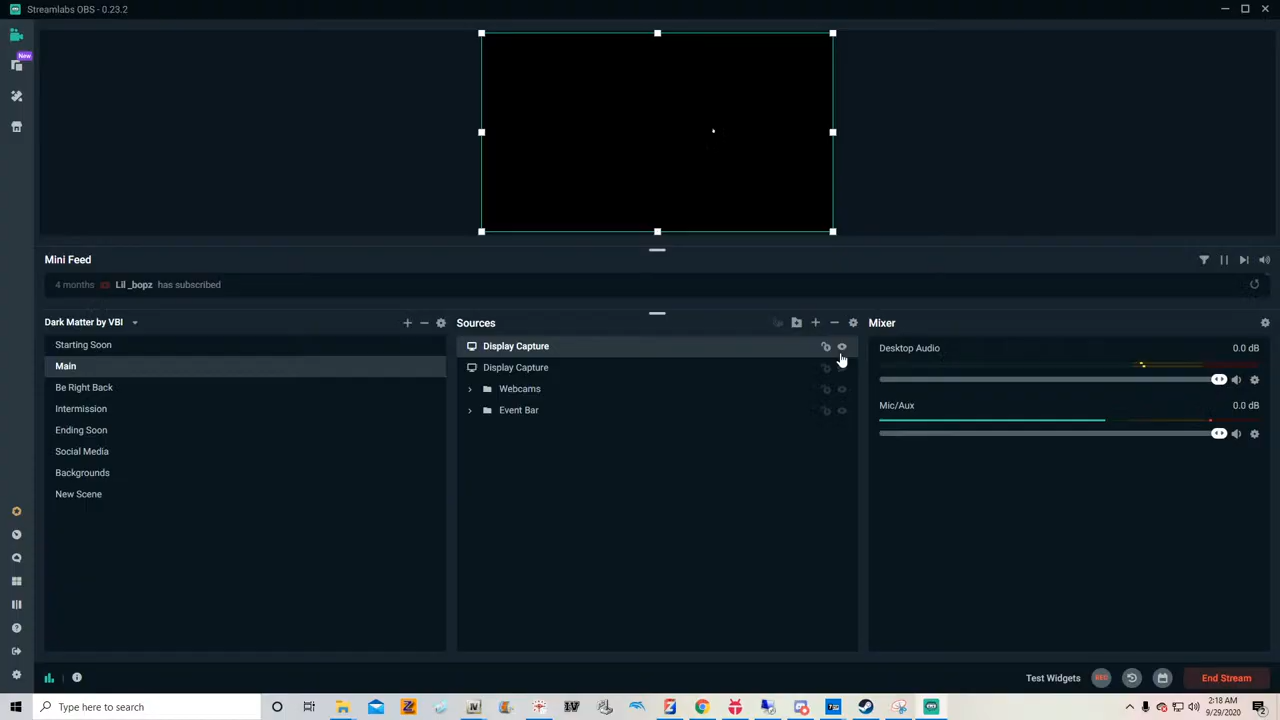 Streamlabs OBS - 0.23.2
New
Mini Feed
4 months Lil _bopz has subscribed
Dark Matter by VBI
Starting Soon
Main
Be Right Back
Intermission
Ending Soon
Social Media
Backgrounds
New Scene
Sources
Display Capture
Display Capture
Webcams
Event Bar
Mixer
Desktop Audio 0.0 dB
Mic/Aux 0.0 dB
Test Widgets REC End Stream
Type here to search
2:18 AM
9/29/2020